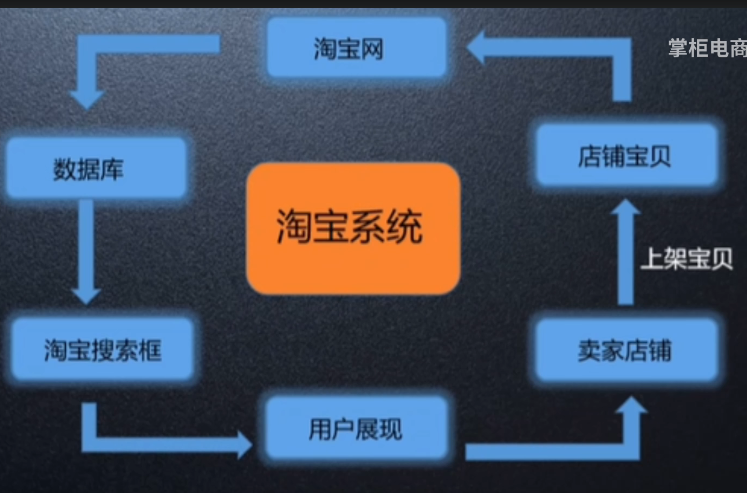 淘宝网
掌柜电商
数据库
店铺宝贝
淘宝系统
上架宝贝
淘宝搜索框
卖家店铺
用户展现